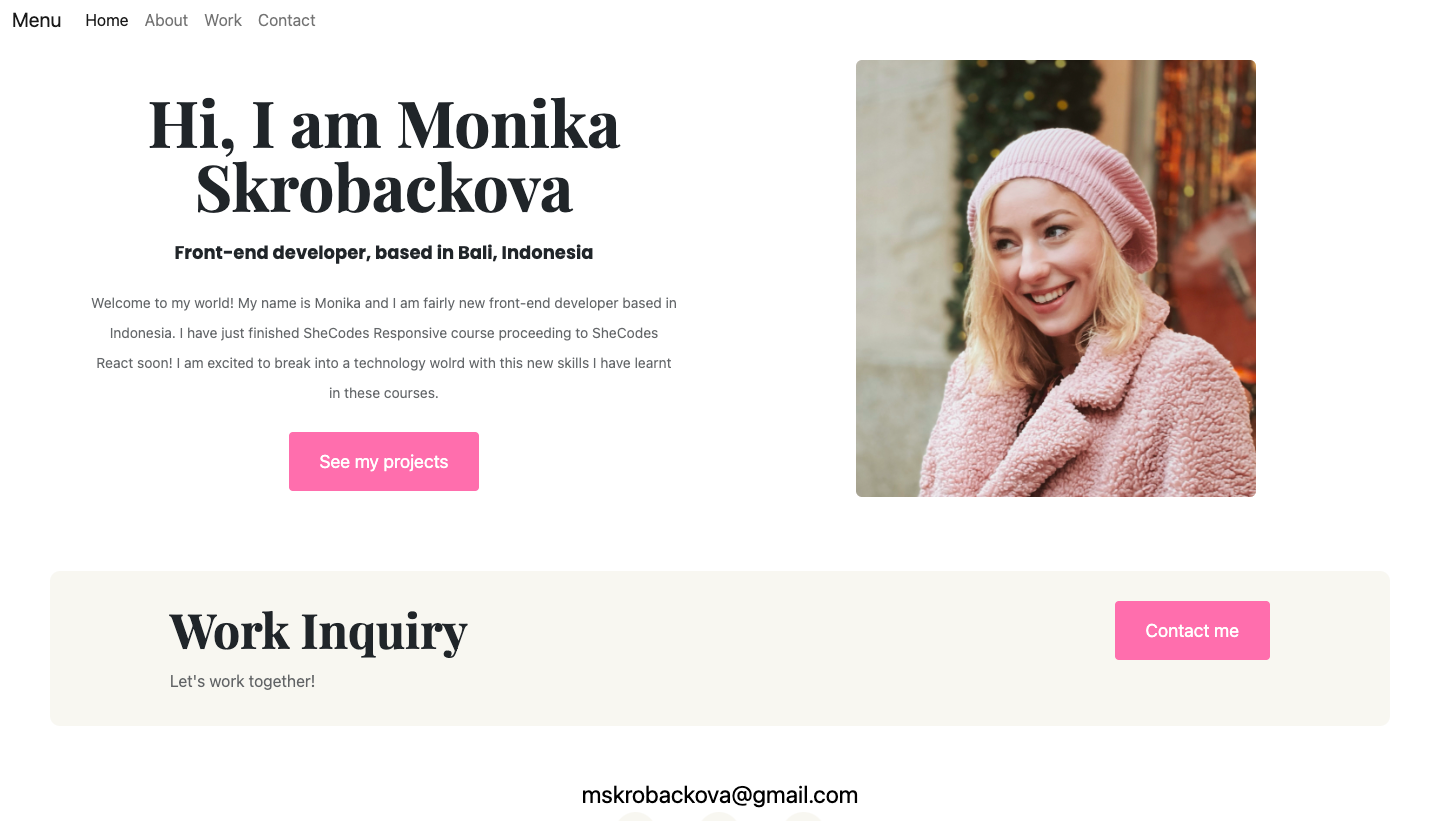 Menu Home About Work Contact
Hi, I am Monika
Skrobackova
Front-end developer, based in Bali, Indonesia
Welcome to my world! My name is Monika and I am fairly new front-end developer based in
Indonesia. I have just finished SheCodes Responsive course proceeding to SheCodes
React soon! I am excited to break into a technology wolrd with this new skills I have learnt
in these courses.
See my projects
Work Inquiry
Let's work together!
Contact me
mskrobackova@gmail.com